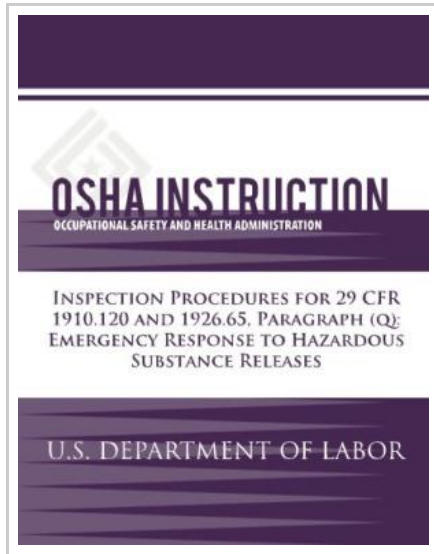 OSHA INSTRUCTION
OCCUPATIONAL SAFETY AND HEALTH ADMINISTRATION
INSPECTION PROCEDURES FOR 29 CFR
1910.120 AND 1926.65, PARAGRAPH (Q):
EMERGENCY RESPONSE TO HAZARDOUS
SUBSTANCE RELEASES
U.S. DEPARTMENT OF LABOR